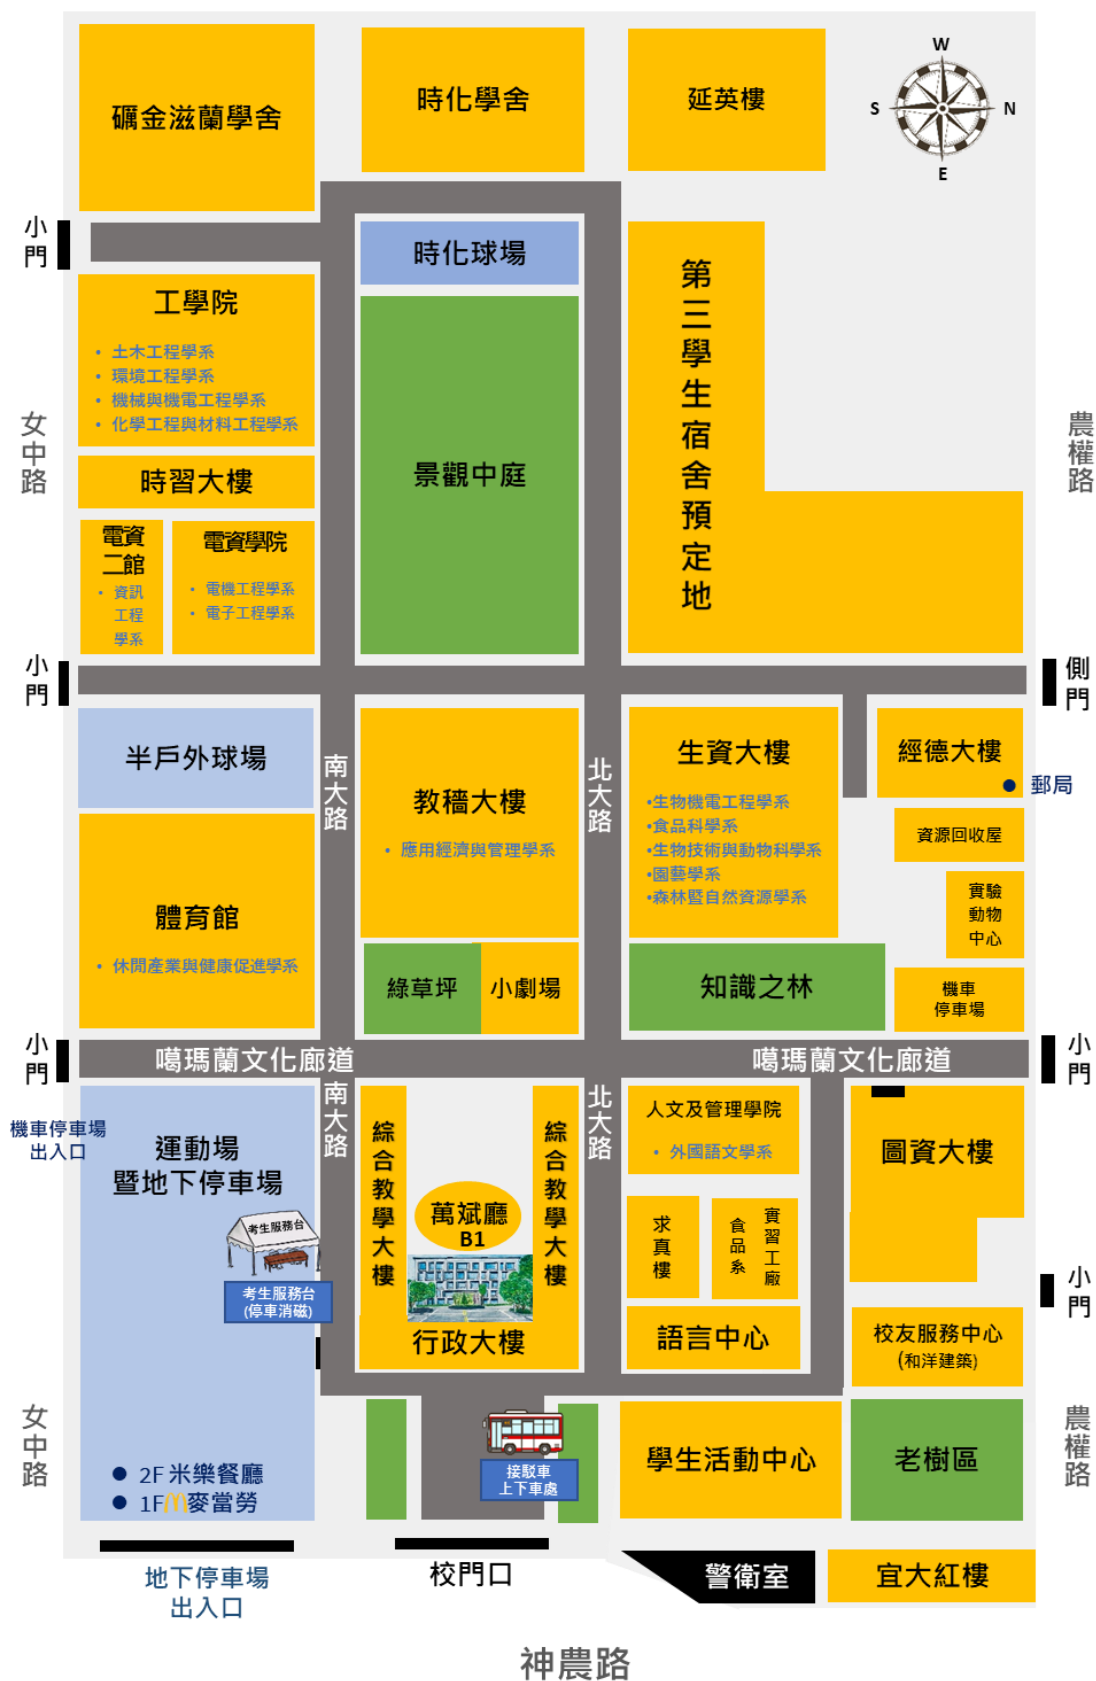 礪金滋蘭學舍
時化學舍
延英樓
W
S
N
E
小
門
時化球場
第
三
學
生
宿
舍
預
定
地
工學院
• 土木工程學系
• 環境工程學系
• 機械與機電工程學系
• 化學工程與材料工程學系
女
中
路
農
權
路
景觀中庭
時習大樓
電資
二館
• 資訊
工程
學系
電資學院
• 電機工程學系
• 電子工程學系
小
門
側
門
半戶外球場
南
大
路
教穡大樓
• 應用經濟與管理學系
北
大
路
生資大樓
•生物機電工程學系
•食品科學系
•生物技術與動物科學系
•園藝學系
•森林暨自然資源學系
經德大樓
● 郵局
資源回收屋
實驗
動物
中心
機車
停車場
體育館
• 休閒產業與健康促進學系
綠草坪
小劇場
知識之林
小
門
噶瑪蘭文化廊道
噶瑪蘭文化廊道
小
門
機車停車場
出入口
運動場
暨地下停車場
考生服務台
考生服務台
(停車消磁)
南
大
路
綜
合
教
學
大
樓
萬斌廳
B1
綜
合
教
學
大
樓
行政大樓
北
大
路
人文及管理學院
• 外國語文學系
求
真
樓
食
品
系
實
習
工
廠
語言中心
圖資大樓
小
門
校友服務中心
(和洋建築)
女
中
路
● 2F 米樂餐廳
● 1F 麥當勞
接駁車
上下車處
學生活動中心
老樹區
農
權
路
地下停車場
出入口
校門口
警衛室
宜大紅樓
神農路